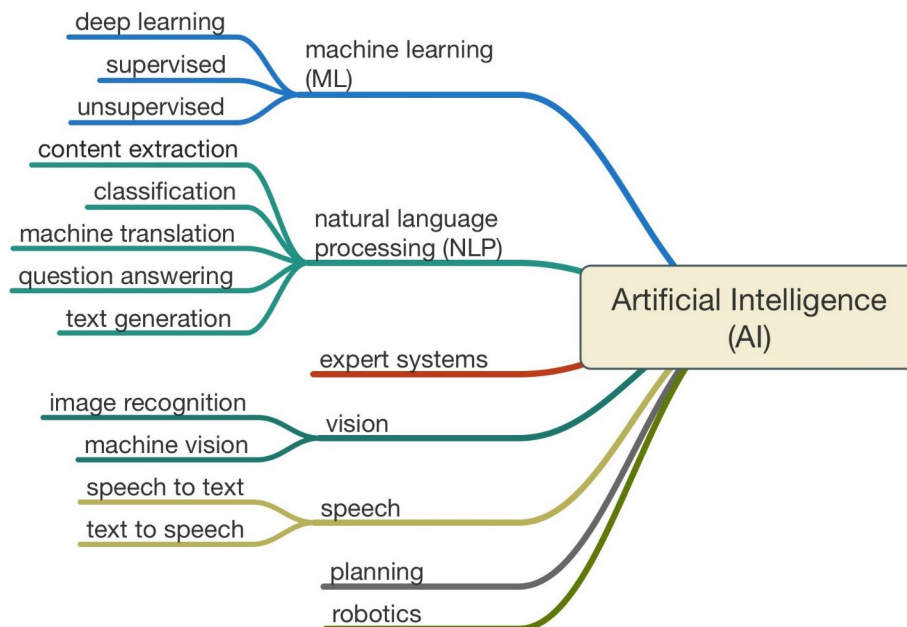 deep learning
supervised
unsupervised
machine learning
(ML)
content extraction
classification
machine translation
question answering
text generation
natural language
processing (NLP)
Artificial Intelligence
(AI)
expert systems
image recognition
machine vision
vision
speech to text
text to speech
speech
planning
robotics